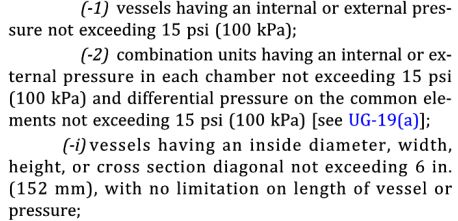 (-1) vessels having an internal or external pres-
sure not exceeding 15 psi (100 kPa);
(-2) combination units having an internal or ex-
ternal pressure in each chamber not exceeding 15 psi
(100 kPa) and differential pressure on the common ele-
ments not exceeding 15 psi (100 kPa) [see UG-19(a)];
(-i) vessels having an inside diameter, width,
height, or cross section diagonal not exceeding 6 in.
(152 mm), with no limitation on length of vessel or
pressure;